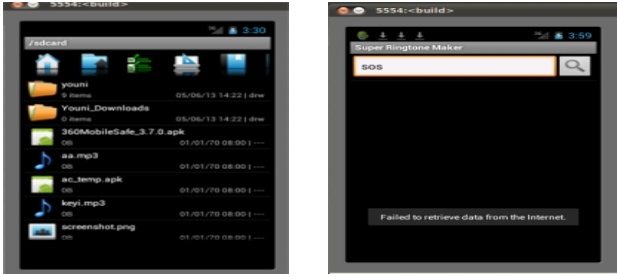 5554:<build>
3:30
/sdcard
youni
9 items
05/06/13 14:22 | drw
Youni_Downloads
0 items
05/06/13 14:22 | drw
360MobileSafe_3.7.0.apk
0B
01/01/70 08:00 | ----
aa.mp3
0B
01/01/70 08:00 | ----
ac_temp.apk
0B
01/01/70 08:00 | ----
keyi.mp3
0B
01/01/70 08:00 | ----
screenshot.png
0B
01/01/70 08:00 | ----
5554:<build>
3:59
Super Ringtone Maker
sos
Failed to retrieve data from the Internet.